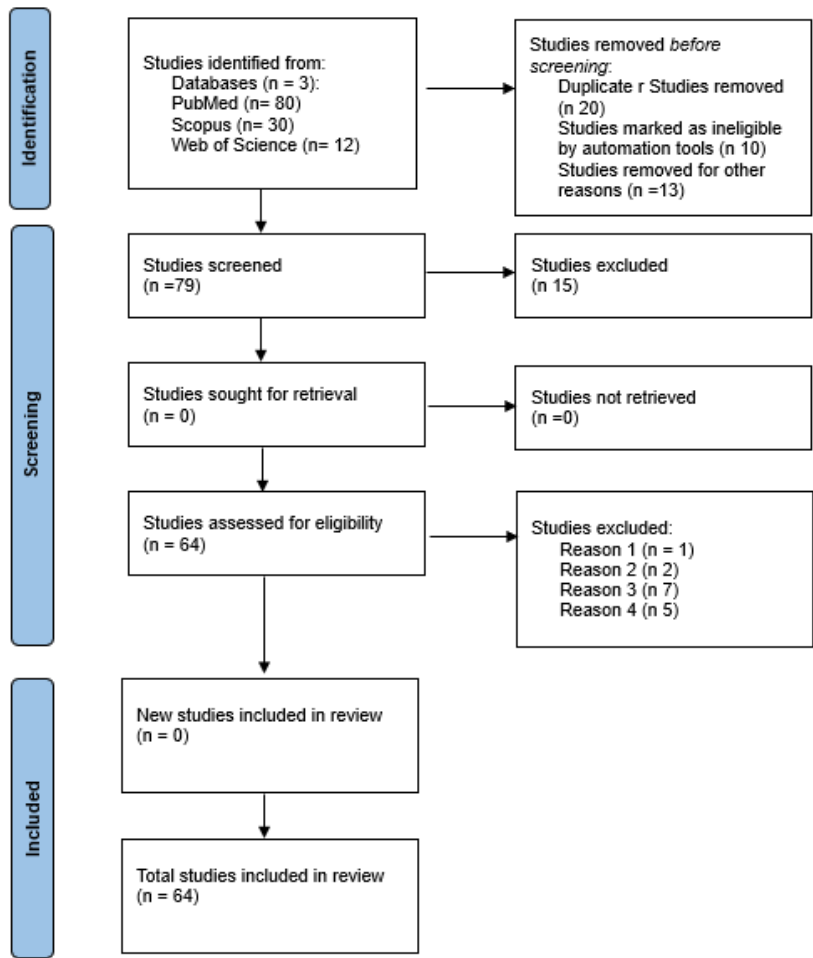 Identification
Studies identified from:
Databases (n = 3):
PubMed (n= 80)
Scopus (n= 30)
Web of Science (n= 12)
Studies removed before
screening:
Duplicate r Studies removed
(n 20)
Studies marked as ineligible
by automation tools (n 10)
Studies removed for other
reasons (n =13)
Screening
Studies screened
(n =79)
Studies excluded
(n 15)
Studies sought for retrieval
(n = 0)
Studies not retrieved
(n =0)
Studies assessed for eligibility
(n = 64)
Studies excluded:
Reason 1 (n = 1)
Reason 2 (n 2)
Reason 3 (n 7)
Reason 4 (n 5)
Included
New studies included in review
(n = 0)
Total studies included in review
(n = 64)